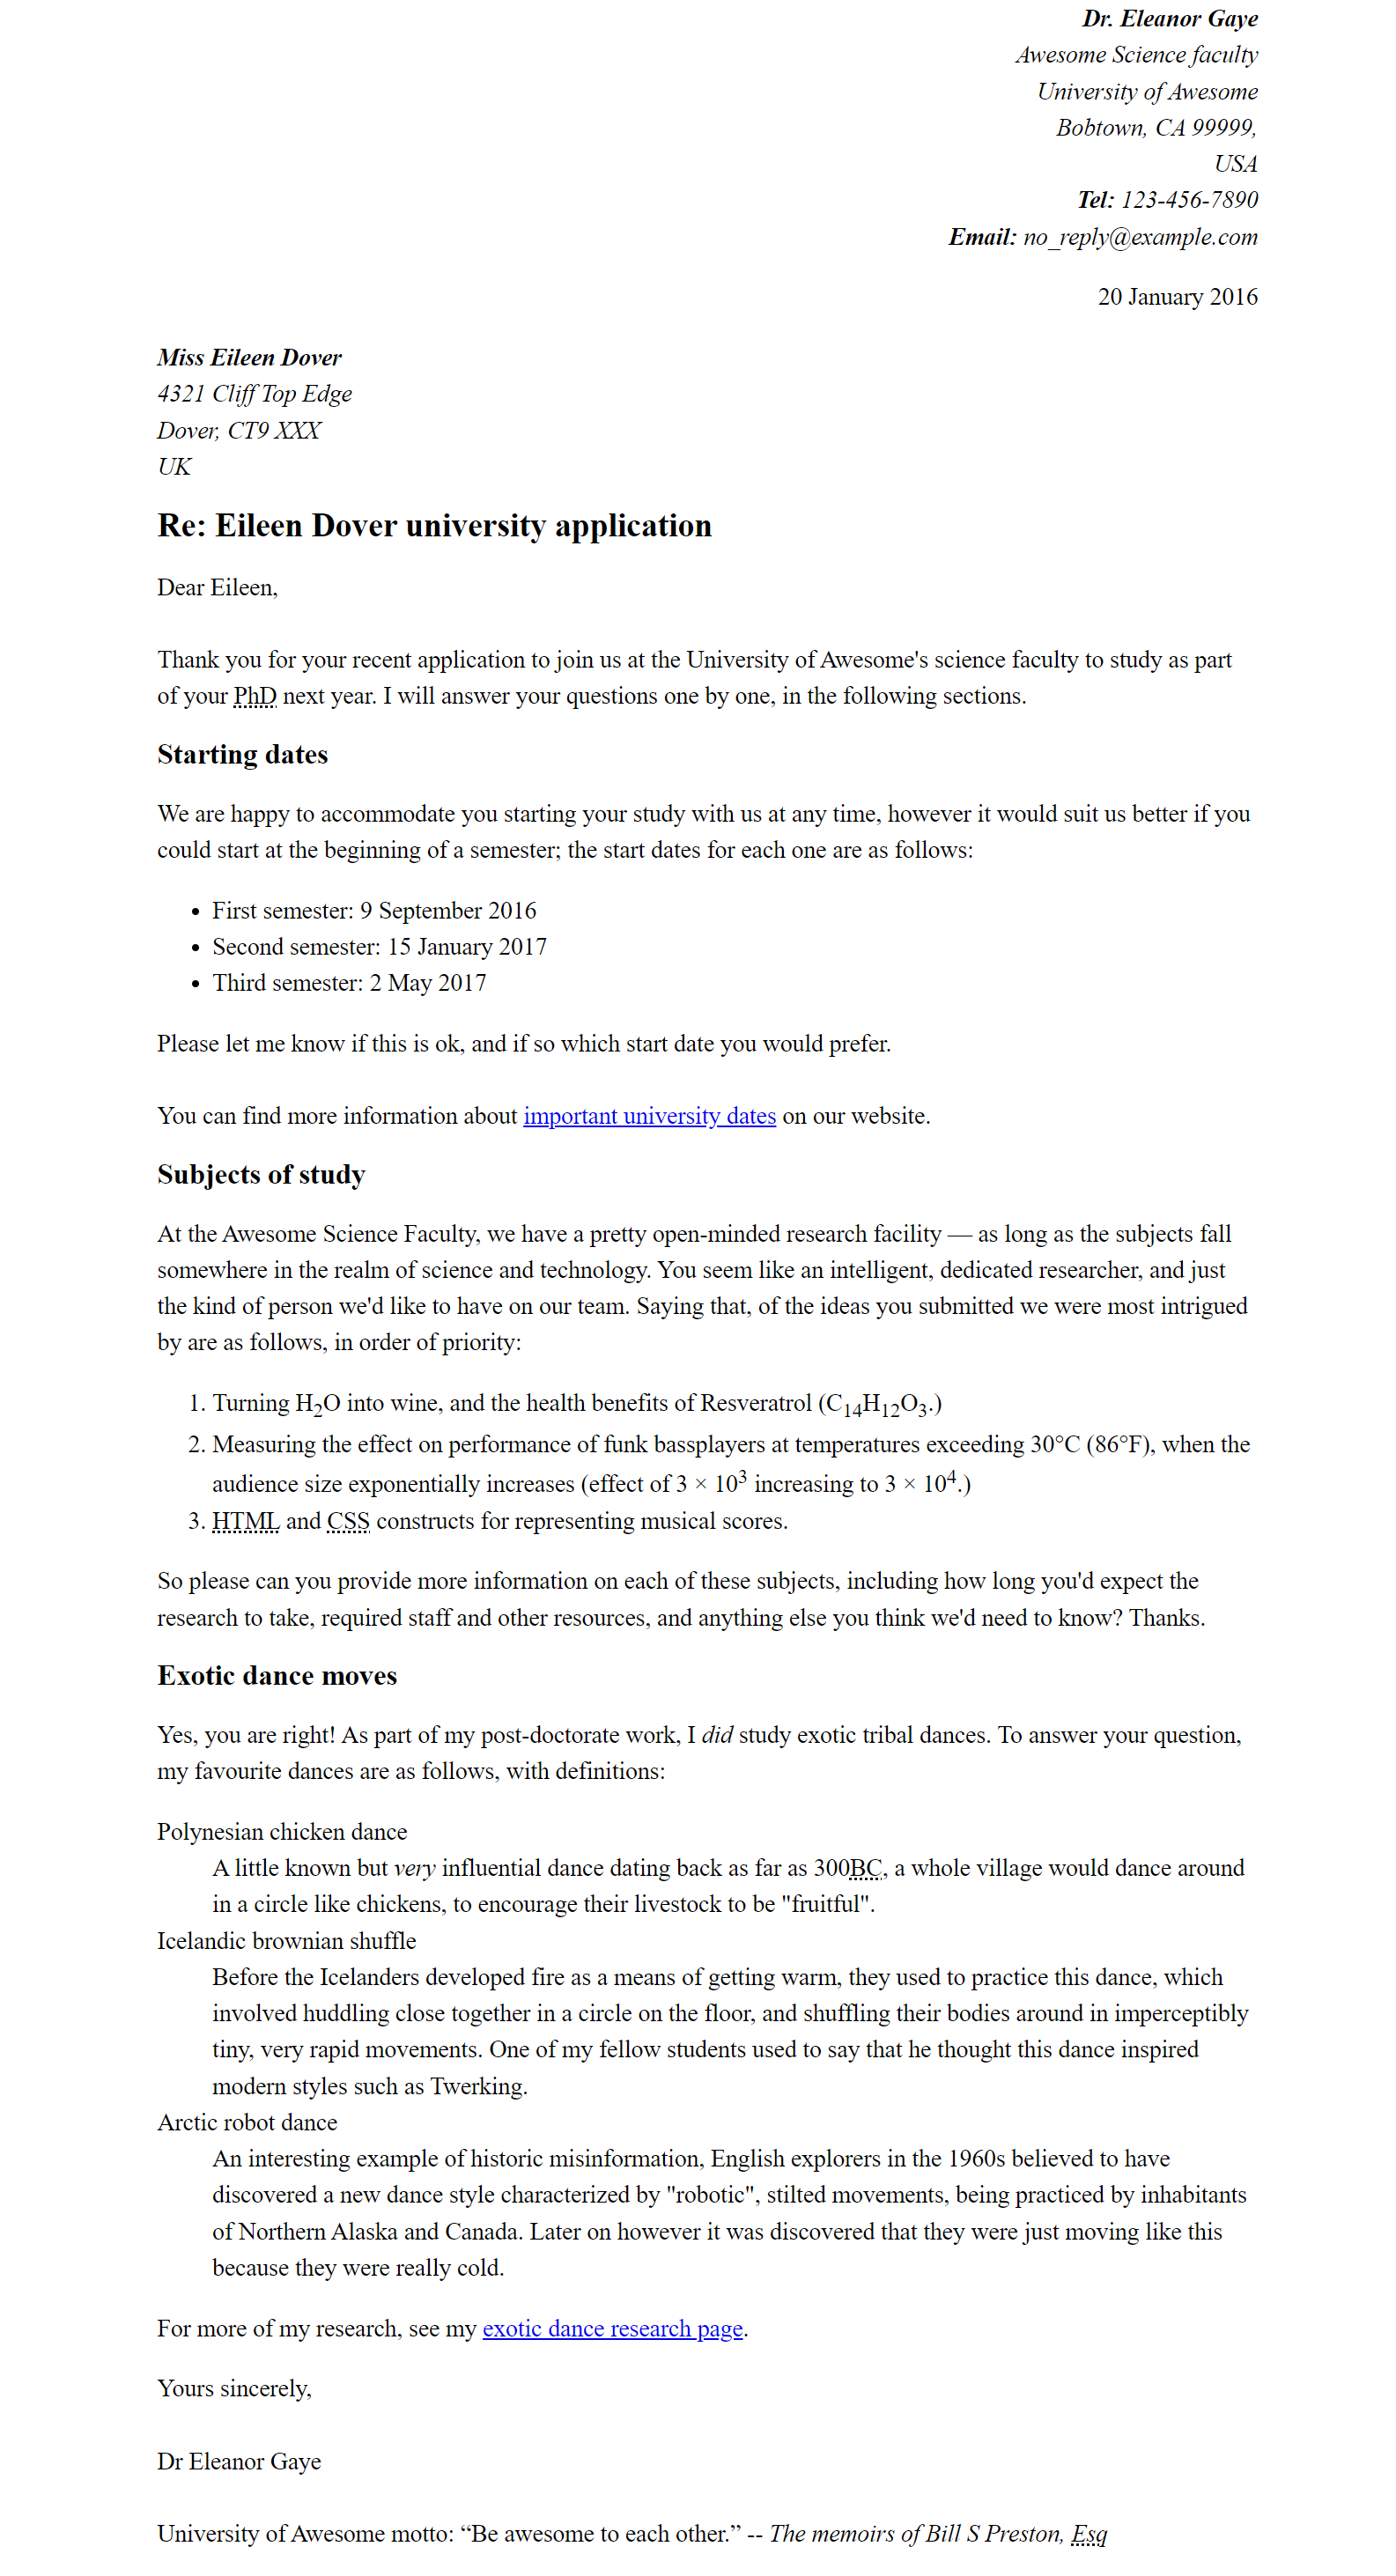 Dr. Eleanor Gaye
Awesome Science faculty
University of Awesome
Bobtown, CA 99999,
USA
Tel: 123-456-7890
Email: no_reply@example.com
20 January 2016
Miss Eileen Dover
4321 Cliff Top Edge
Dover, CT9 XXX
UK
Re: Eileen Dover university application
Dear Eileen,
Thank you for your recent application to join us at the University of Awesome's science faculty to study as part
of your PhD next year. I will answer your questions one by one, in the following sections.
Starting dates
We are happy to accommodate you starting your study with us at any time, however it would suit us better if you
could start at the beginning of a semester; the start dates for each one are as follows:
• First semester: 9 September 2016
• Second semester: 15 January 2017
• Third semester: 2 May 2017
Please let me know if this is ok, and if so which start date you would prefer.
You can find more information about important university dates on our website.
Subjects of study
At the Awesome Science Faculty, we have a pretty open-minded research facility — as long as the subjects fall
somewhere in the realm of science and technology. You seem like an intelligent, dedicated researcher, and just
the kind of person we'd like to have on our team. Saying that, of the ideas you submitted we were most intrigued
by are as follows, in order of priority:
1. Turning H₂O into wine, and the health benefits of Resveratrol (C₁₄H₁₂O₃.)
2. Measuring the effect on performance of funk bassplayers at temperatures exceeding 30°C (86°F), when the
audience size exponentially increases (effect of 3 × 10³ increasing to 3 × 10⁴.)
3. HTML and CSS constructs for representing musical scores.
So please can you provide more information on each of these subjects, including how long you'd expect the
research to take, required staff and other resources, and anything else you think we'd need to know? Thanks.
Exotic dance moves
Yes, you are right! As part of my post-doctorate work, I did study exotic tribal dances. To answer your question,
my favourite dances are as follows, with definitions:
Polynesian chicken dance
A little known but very influential dance dating back as far as 300BC, a whole village would dance around
in a circle like chickens, to encourage their livestock to be "fruitful".
Icelandic brownian shuffle
Before the Icelanders developed fire as a means of getting warm, they used to practice this dance, which
involved huddling close together in a circle on the floor, and shuffling their bodies around in imperceptibly
tiny, very rapid movements. One of my fellow students used to say that he thought this dance inspired
modern styles such as Twerking.
Arctic robot dance
An interesting example of historic misinformation, English explorers in the 1960s believed to have
discovered a new dance style characterized by "robotic", stilted movements, being practiced by inhabitants
of Northern Alaska and Canada. Later on however it was discovered that they were just moving like this
because they were really cold.
For more of my research, see my exotic dance research page.
Yours sincerely,
Dr Eleanor Gaye
University of Awesome motto: “Be awesome to each other.” -- The memoirs of Bill S Preston, Esq